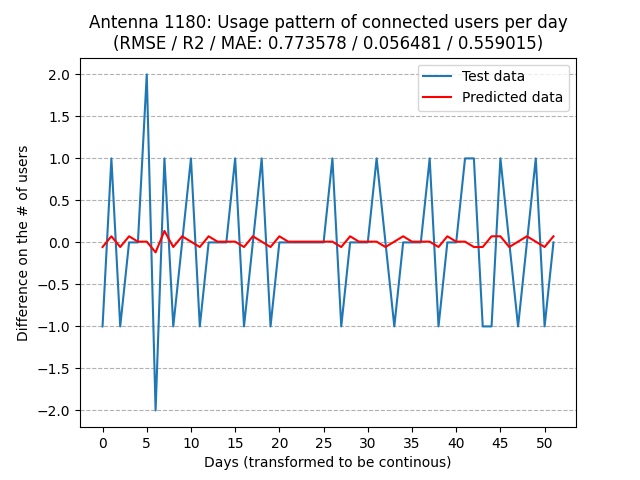 Antenna 1180: Usage pattern of connected users per day
(RMSE / R2 / MAE: 0.773578 / 0.056481 / 0.559015)
Test data
Predicted data
Difference on the # of users
2.0
1.5
1.0
0.5
0.0
−0.5
−1.0
−1.5
−2.0
0 5 10 15 20 25 30 35 40 45 50
Days (transformed to be continous)